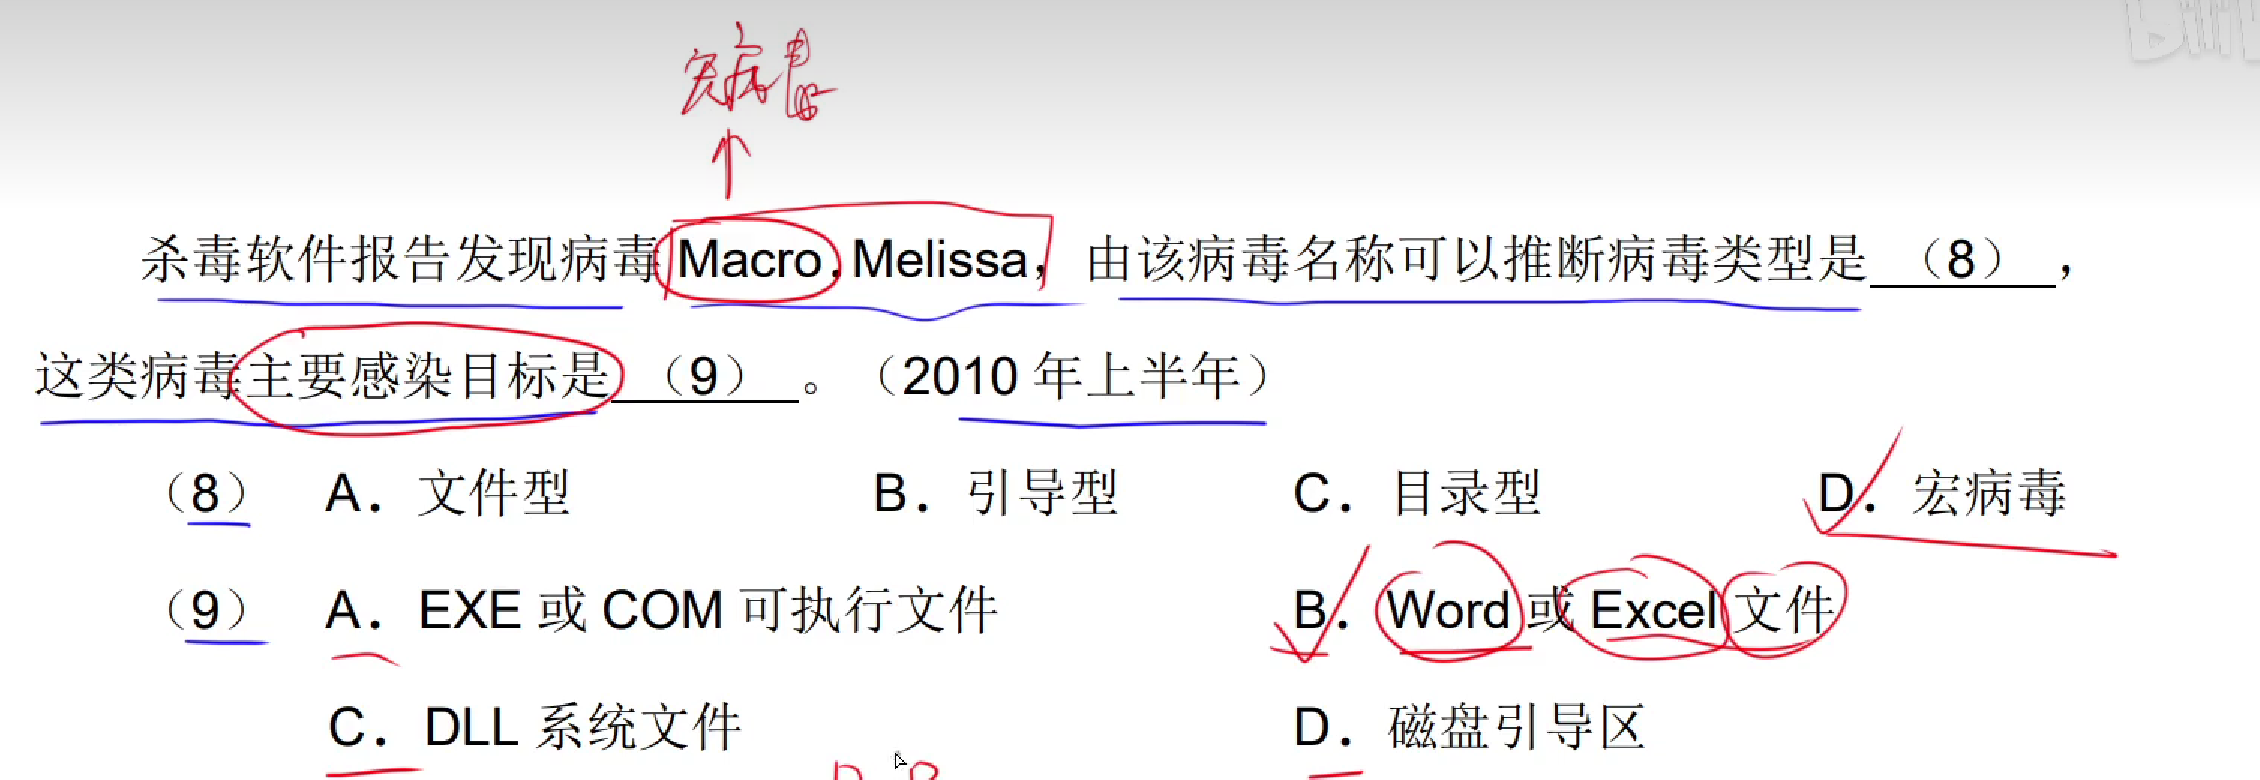 宏病毒
杀毒软件报告发现病毒 Macro.Melissa，由该病毒名称可以推断病毒类型是 （8） ，
这类病毒主要感染目标是 （9） 。（2010 年上半年）
（8） A．文件型 B．引导型 C．目录型 D．宏病毒
（9） A．EXE 或 COM 可执行文件 B．Word 或 Excel 文件
C．DLL 系统文件 D．磁盘引导区